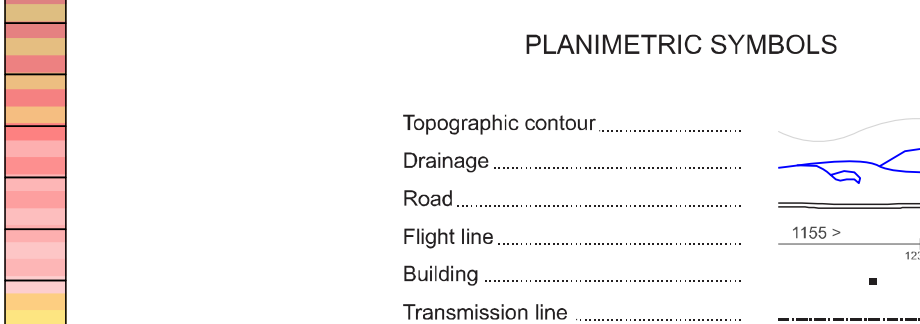 PLANIMETRIC SYMBOLS
Topographic contour
Drainage
Road
Flight line
1155 >
Building
Transmission line